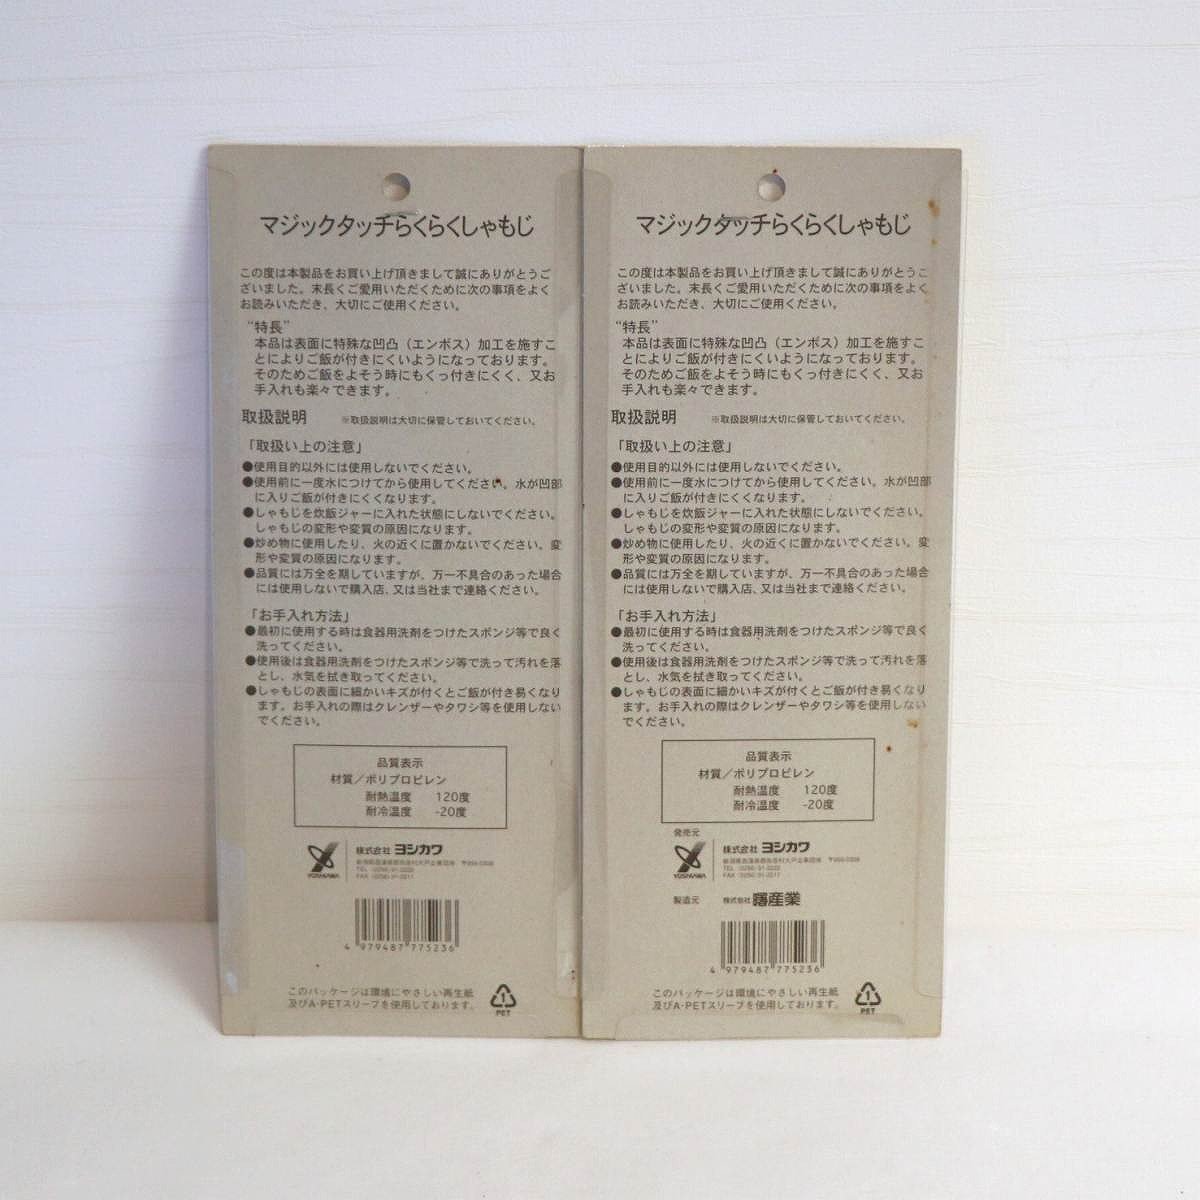 マジックタッチらくらくしゃもじ
この度は本製品をお買い上げ頂きまして誠にありがとうご
ざいました。末長くご愛用いただくために次の事項をよく
お読みいただき、大切にご使用ください。
“特長”
本品は表面に特殊な凹凸（エンボス）加工を施すこ
とによりご飯が付きにくいようになっております。
そのためご飯をよそう時にもくっ付きにくく、又お
手入れも楽々できます。
取扱説明 ※取扱説明は大切に保管しておいてください。
「取扱い上の注意」
●使用目的以外には使用しないでください。
●使用前に一度水につけてから使用してください。水が凹部
に入りご飯が付きにくくなります。
●しゃもじを炊飯ジャーに入れた状態にしないでください。
しゃもじの変形や変質の原因になります。
●炒め物に使用したり、火の近くに置かないでください。変
形や変質の原因になります。
●品質には万全を期していますが、万一不具合のあった場合
には使用しないで購入店、又は当社まで連絡ください。
「お手入れ方法」
●最初に使用する時は食器用洗剤をつけたスポンジ等で良く
洗ってください。
●使用後は食器用洗剤をつけたスポンジ等で洗って汚れを落
とし、水気を拭き取ってください。
●しゃもじの表面に細かいキズが付くとご飯が付き易くなり
ます。お手入れの際はクレンザーやタワシ等を使用しない
でください。
品質表示
材質／ポリプロピレン
耐熱温度 120度
耐冷温度 -20度
YOSHIKAWA
株式会社 ヨシカワ
4 979487 775236
このパッケージは環境にやさしい再生紙
及びA-PETスリーブを使用しております。
1
PET
マジックタッチらくらくしゃもじ
この度は本製品をお買い上げ頂きまして誠にありがとうご
ざいました。末長くご愛用いただくために次の事項をよく
お読みいただき、大切にご使用ください。
“特長”
本品は表面に特殊な凹凸（エンボス）加工を施すこ
とによりご飯が付きにくいようになっております。
そのためご飯をよそう時にもくっ付きにくく、又お
手入れも楽々できます。
取扱説明 ※取扱説明は大切に保管しておいてください。
「取扱い上の注意」
●使用目的以外には使用しないでください。
●使用前に一度水につけてから使用してください。水が凹部
に入りご飯が付きにくくなります。
●しゃもじを炊飯ジャーに入れた状態にしないでください。
しゃもじの変形や変質の原因になります。
●炒め物に使用したり、火の近くに置かないでください。変
形や変質の原因になります。
●品質には万全を期していますが、万一不具合のあった場合
には使用しないで購入店、又は当社まで連絡ください。
「お手入れ方法」
●最初に使用する時は食器用洗剤をつけたスポンジ等で良く
洗ってください。
●使用後は食器用洗剤をつけたスポンジ等で洗って汚れを落
とし、水気を拭き取ってください。
●しゃもじの表面に細かいキズが付くとご飯が付き易くなり
ます。お手入れの際はクレンザーやタワシ等を使用しない
でください。
品質表示
材質／ポリプロピレン
耐熱温度 120度
耐冷温度 -20度
発売元
YOSHIKAWA
株式会社 ヨシカワ
製造元 株式会社 曙産業
4 979487 775236
このパッケージは環境にやさしい再生紙
及びA-PETスリーブを使用しております。
1
PET